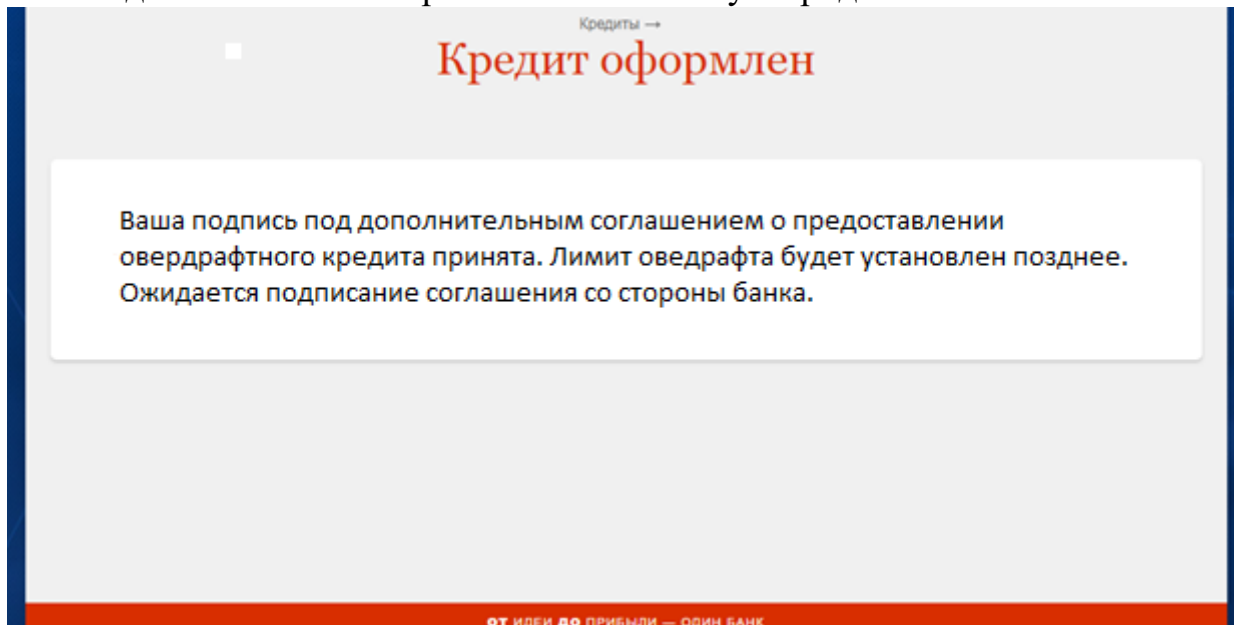 Кредиты →
Кредит оформлен
Ваша подпись под дополнительным соглашением о предоставлении
овердрафтного кредита принята. Лимит оведрафта будет установлен позднее.
Ожидается подписание соглашения со стороны банка.
от идеи до прибыли — один банк